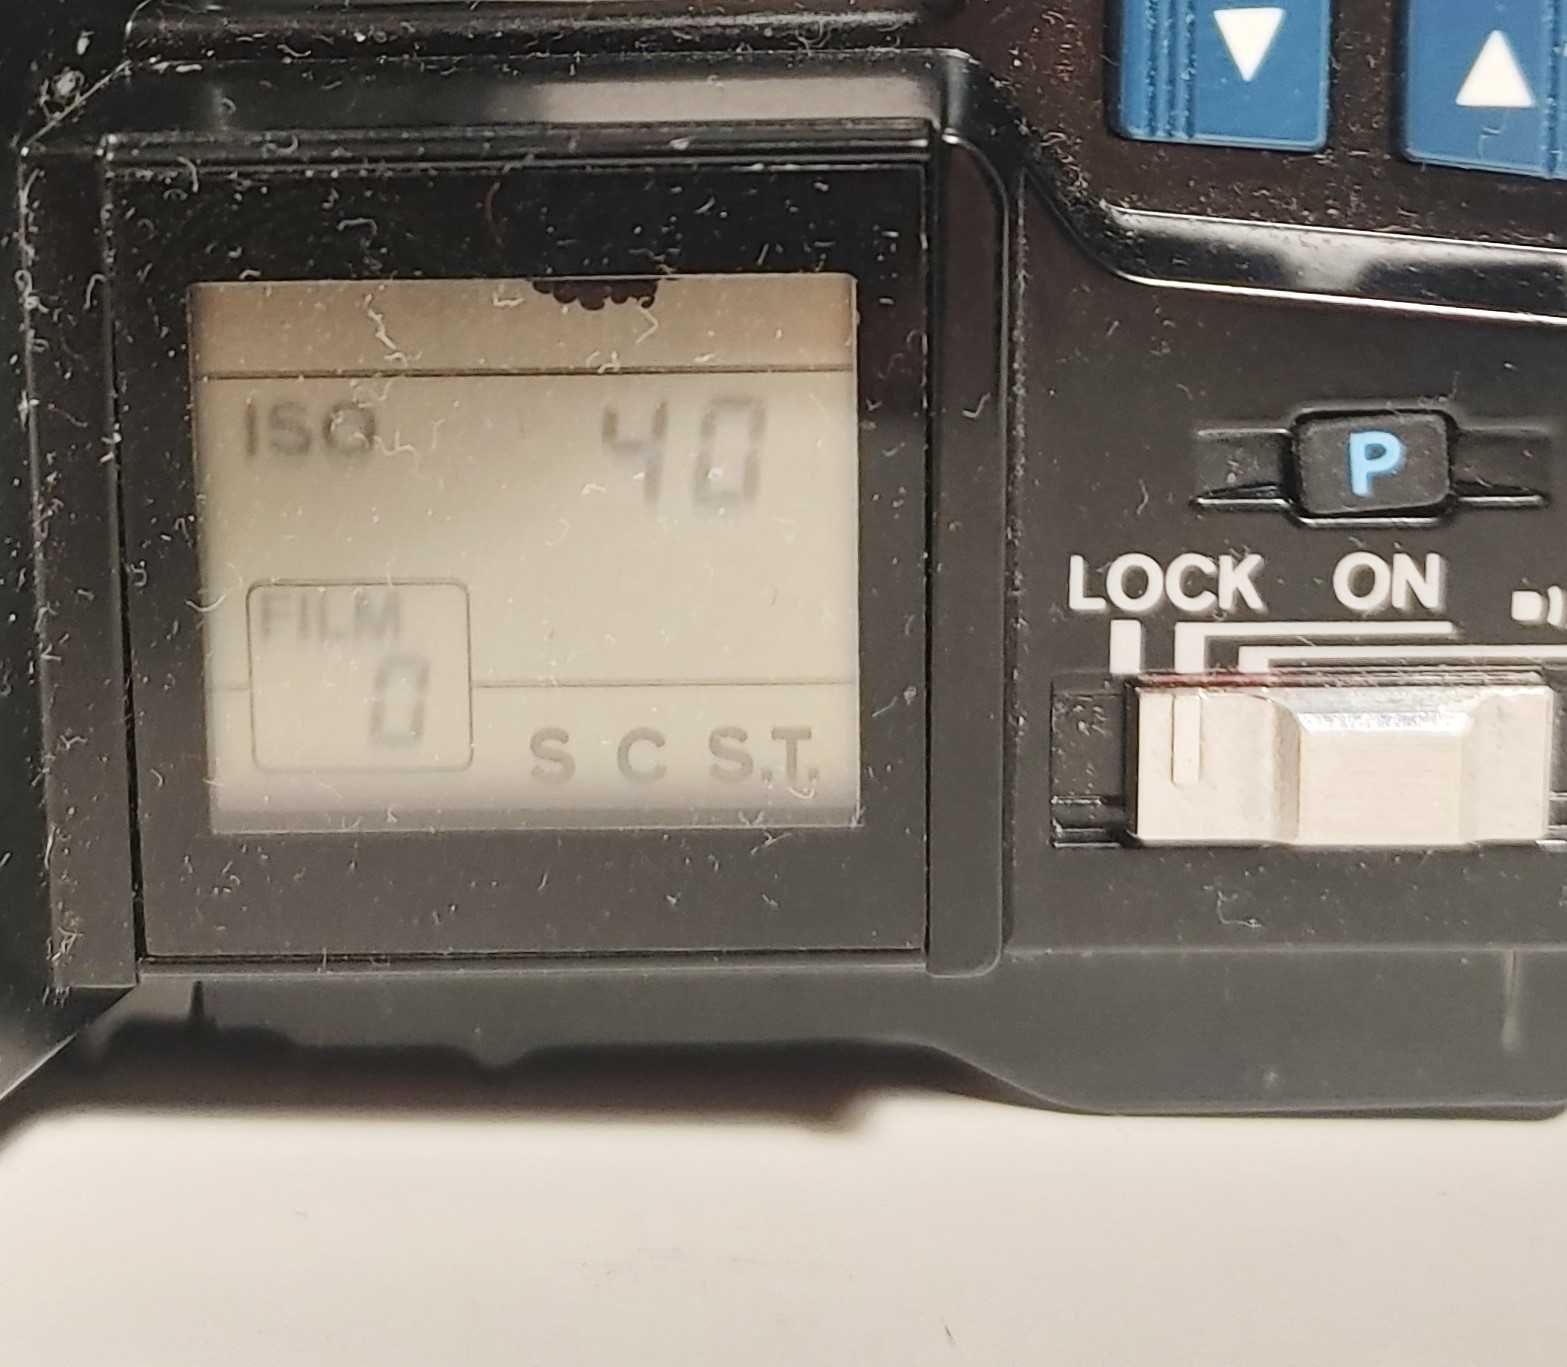 ISO 40
FILM
0
S C S.T.
P
LOCK ON